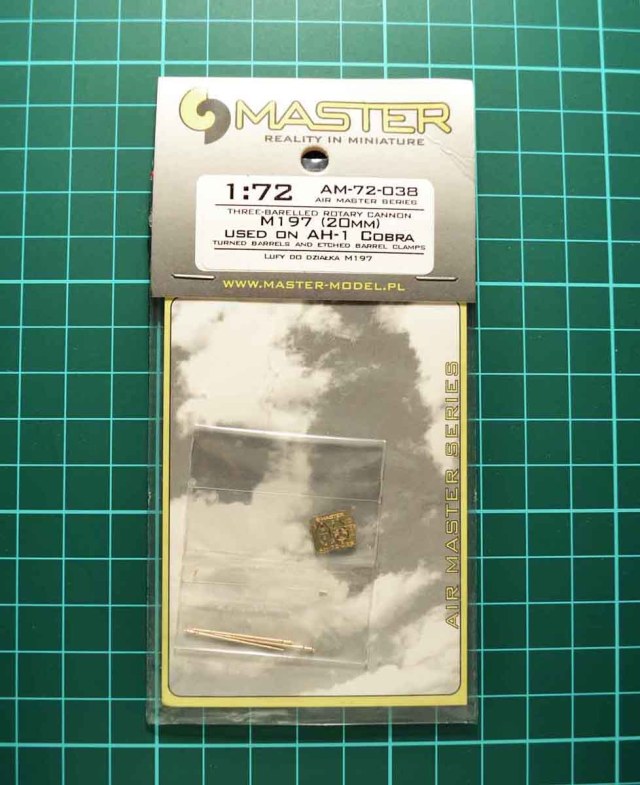 MASTER
REALITY IN MINIATURE
1:72
AM-72-038
AIR MASTER SERIES
THREE-BARELLED ROTARY CANNON
M197 (20MM)
USED ON AH-1 COBRA
TURNED BARRELS AND ETCHED BARREL CLAMPS
LUFY DO DZIAŁKA M197
WWW.MASTER-MODEL.PL
AIR MASTER SERIES
MASTER